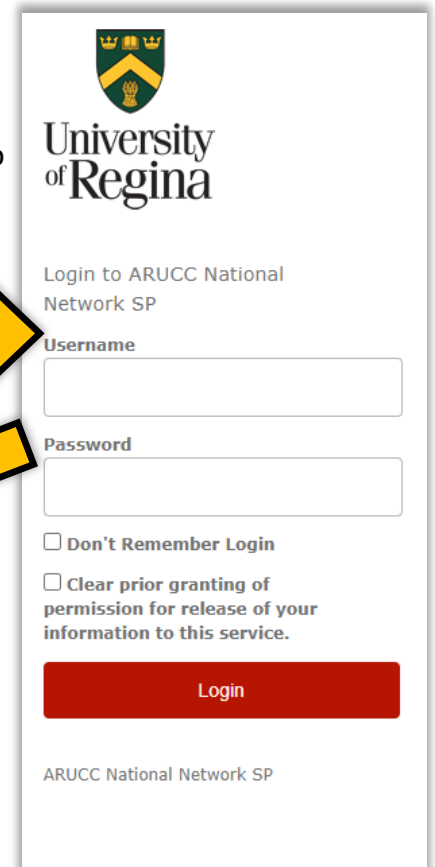 University
of Regina
Login to ARUCC National
Network SP
Username
Password
Don't Remember Login
Clear prior granting of
permission for release of your
information to this service.
Login
ARUCC National Network SP